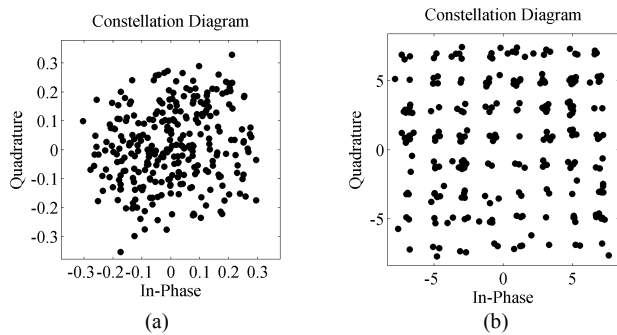 Constellation Diagram
0.3
0.2
0.1
0
-0.1
-0.2
-0.3
Quadrature
-0.3 -0.2 -0.1 0 0.1 0.2 0.3
In-Phase
(a)
Constellation Diagram
5
0
-5
Quadrature
-5 0 5
In-Phase
(b)